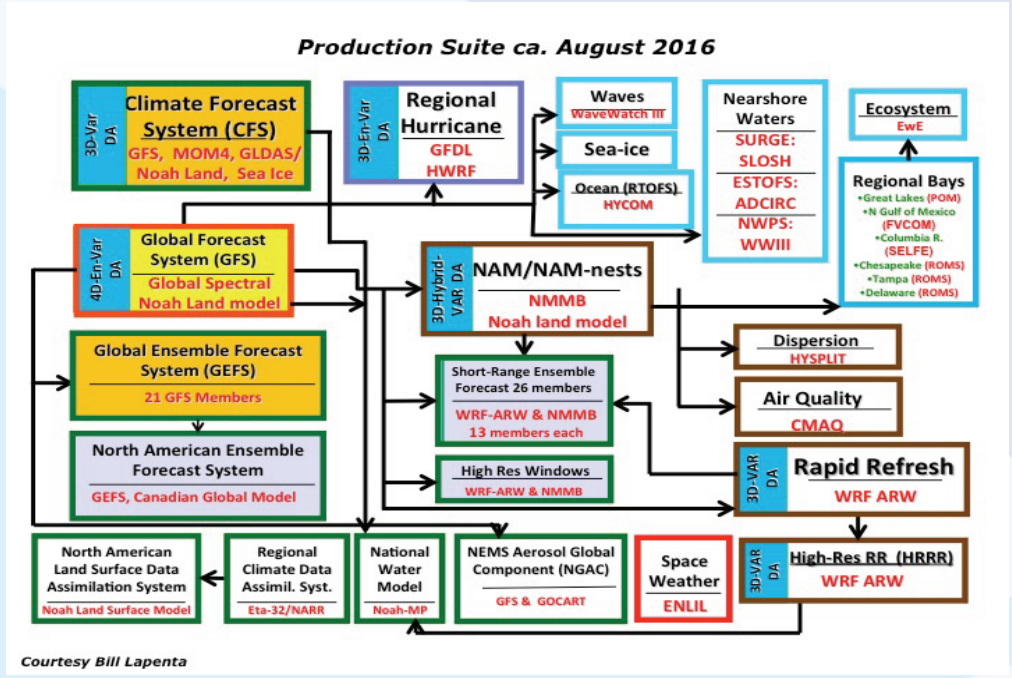 Production Suite ca. August 2016
3D-Var
DA
Climate Forecast
System (CFS)
GFS, MOM4, GLDAS/
Noah Land, Sea Ice
3D-En-Var
DA
Regional
Hurricane
GFDL
HWRF
Waves
WaveWatch III
Sea-ice
Ocean (RTOFS)
HYCOM
Nearshore
Waters
SURGE:
SLOSH
ESTOFS:
ADCIRC
NWPS:
WWIII
Ecosystem
EwE
Regional Bays
•Great Lakes (POM)
•N Gulf of Mexico
(FVCOM)
•Columbia R.
(SELFE)
•Chesapeake (ROMS)
•Tampa (ROMS)
•Delaware (ROMS)
4D-En-Var
DA
Global Forecast
System (GFS)
Global Spectral
Noah Land model
3D-Hybrid-
VAR DA
NAM/NAM-nests
NMMB
Noah land model
Global Ensemble Forecast
System (GEFS)
21 GFS Members
Short-Range Ensemble
Forecast 26 members
WRF-ARW & NMMB
13 members each
Dispersion
HYSPLIT
Air Quality
CMAQ
North American Ensemble
Forecast System
GEFS, Canadian Global Model
High Res Windows
WRF-ARW & NMMB
3D-VAR
DA
Rapid Refresh
WRF ARW
North American
Land Surface Data
Assimilation System
Noah Land Surface Model
Regional
Climate Data
Assimil. Syst.
Eta-32/NARR
National
Water
Model
Noah-MP
NEMS Aerosol Global
Component (NGAC)
GFS & GOCART
Space
Weather
ENLIL
3D-VAR
DA
High-Res RR (HRRR)
WRF ARW
Courtesy Bill Lapenta